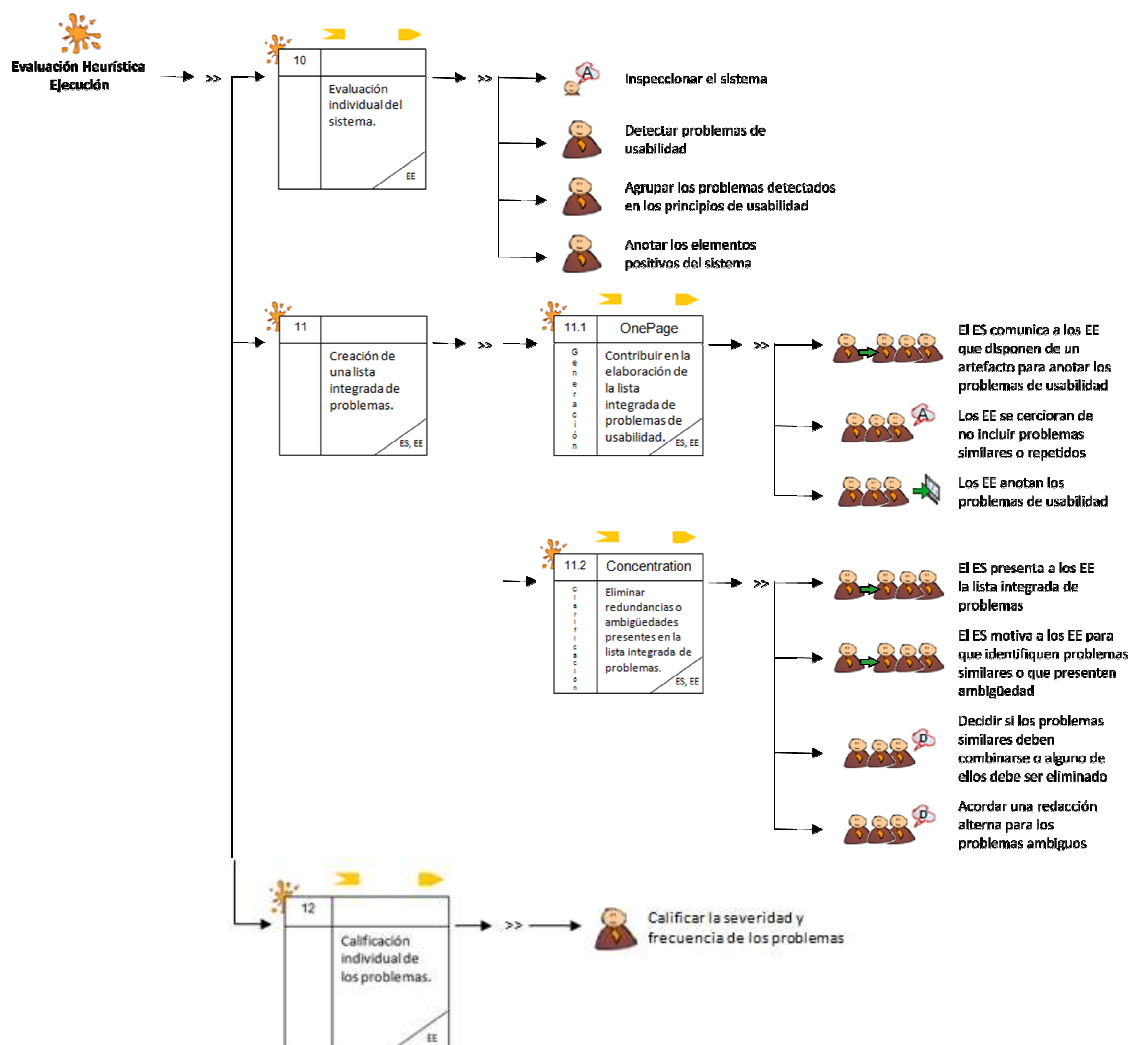 Evaluación Heurística
Ejecución
>>
10
Evaluación
individual del
sistema.
EE
>>
A
Inspeccionar el sistema
Detectar problemas de
usabilidad
Agrupar los problemas detectados
en los principios de usabilidad
Anotar los elementos
positivos del sistema
11
Creación de
una lista
integrada de
problemas.
ES, EE
>>
11.1
OnePage
Generación
Contribuir en la
elaboración de
la lista
integrada de
problemas de
usabilidad.
ES, EE
>>
El ES comunica a los EE
que disponen de un
artefacto para anotar los
problemas de usabilidad
A
Los EE se cercioran de
no incluir problemas
similares o repetidos
Los EE anotan los
problemas de usabilidad
11.2
Concentration
Clarificación
Eliminar
redundancias o
ambigüedades
presentes en la
lista integrada de
problemas.
ES, EE
>>
El ES presenta a los EE
la lista integrada de
problemas
El ES motiva a los EE para
que identifiquen problemas
similares o que presenten
ambigüedad
D
Decidir si los problemas
similares deben
combinarse o alguno de
ellos debe ser eliminado
D
Acordar una redacción
alterna para los
problemas ambiguos
12
Calificación
individual de
los problemas.
EE
>>
Calificar la severidad y
frecuencia de los problemas